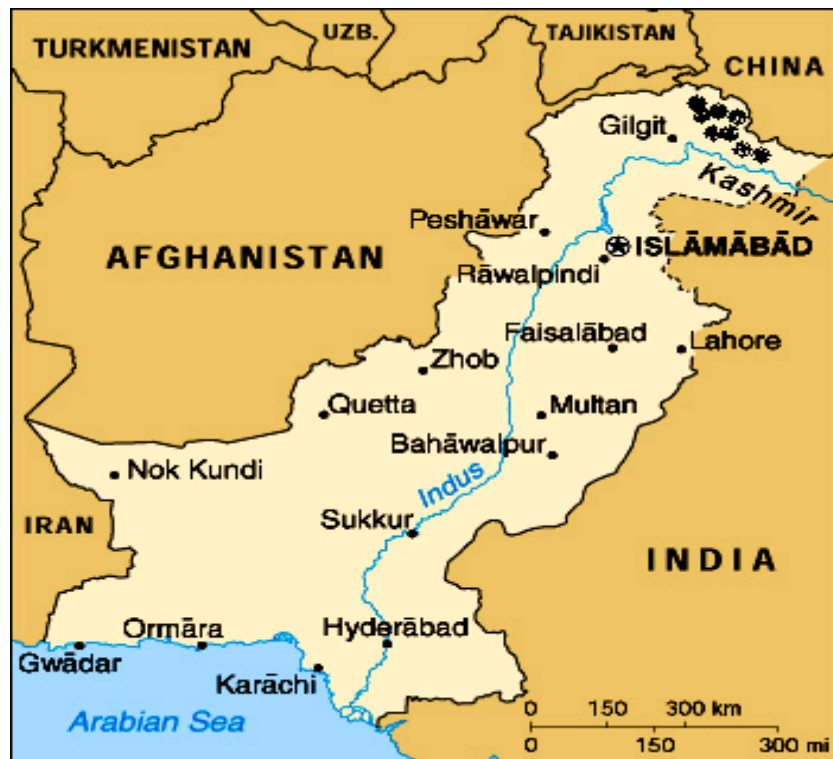 UZB.
TAJIKISTAN
TURKMENISTAN
CHINA
Gilgit
Kashmir
Peshāwar
ISLĀMĀBĀD
AFGHANISTAN
Rāwalpindi
Faisalābad
Lahore
Zhob
Quetta
Multan
Bahāwalpur
Nok Kundi
Indus
Sukkur
IRAN
INDIA
Ormāra
Hyderābad
Gwādar
Karāchi
Arabian Sea
0 150 300 km
0 150 300 mi